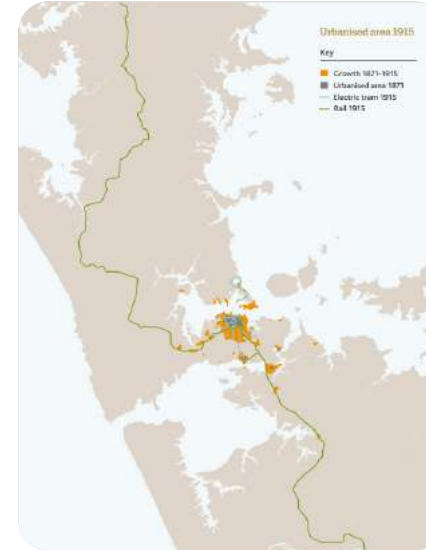 Urbanised area 1915
Key
Growth 1871-1915
Urbanised area 1871
Electric tram 1915
Rail 1915